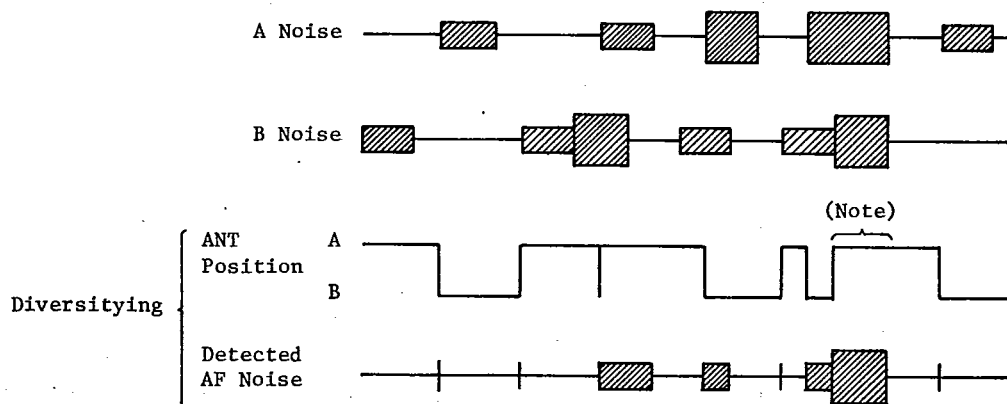 A Noise
B Noise
(Note)
ANT
Position
A
B
Diversitying
Detected
AF Noise